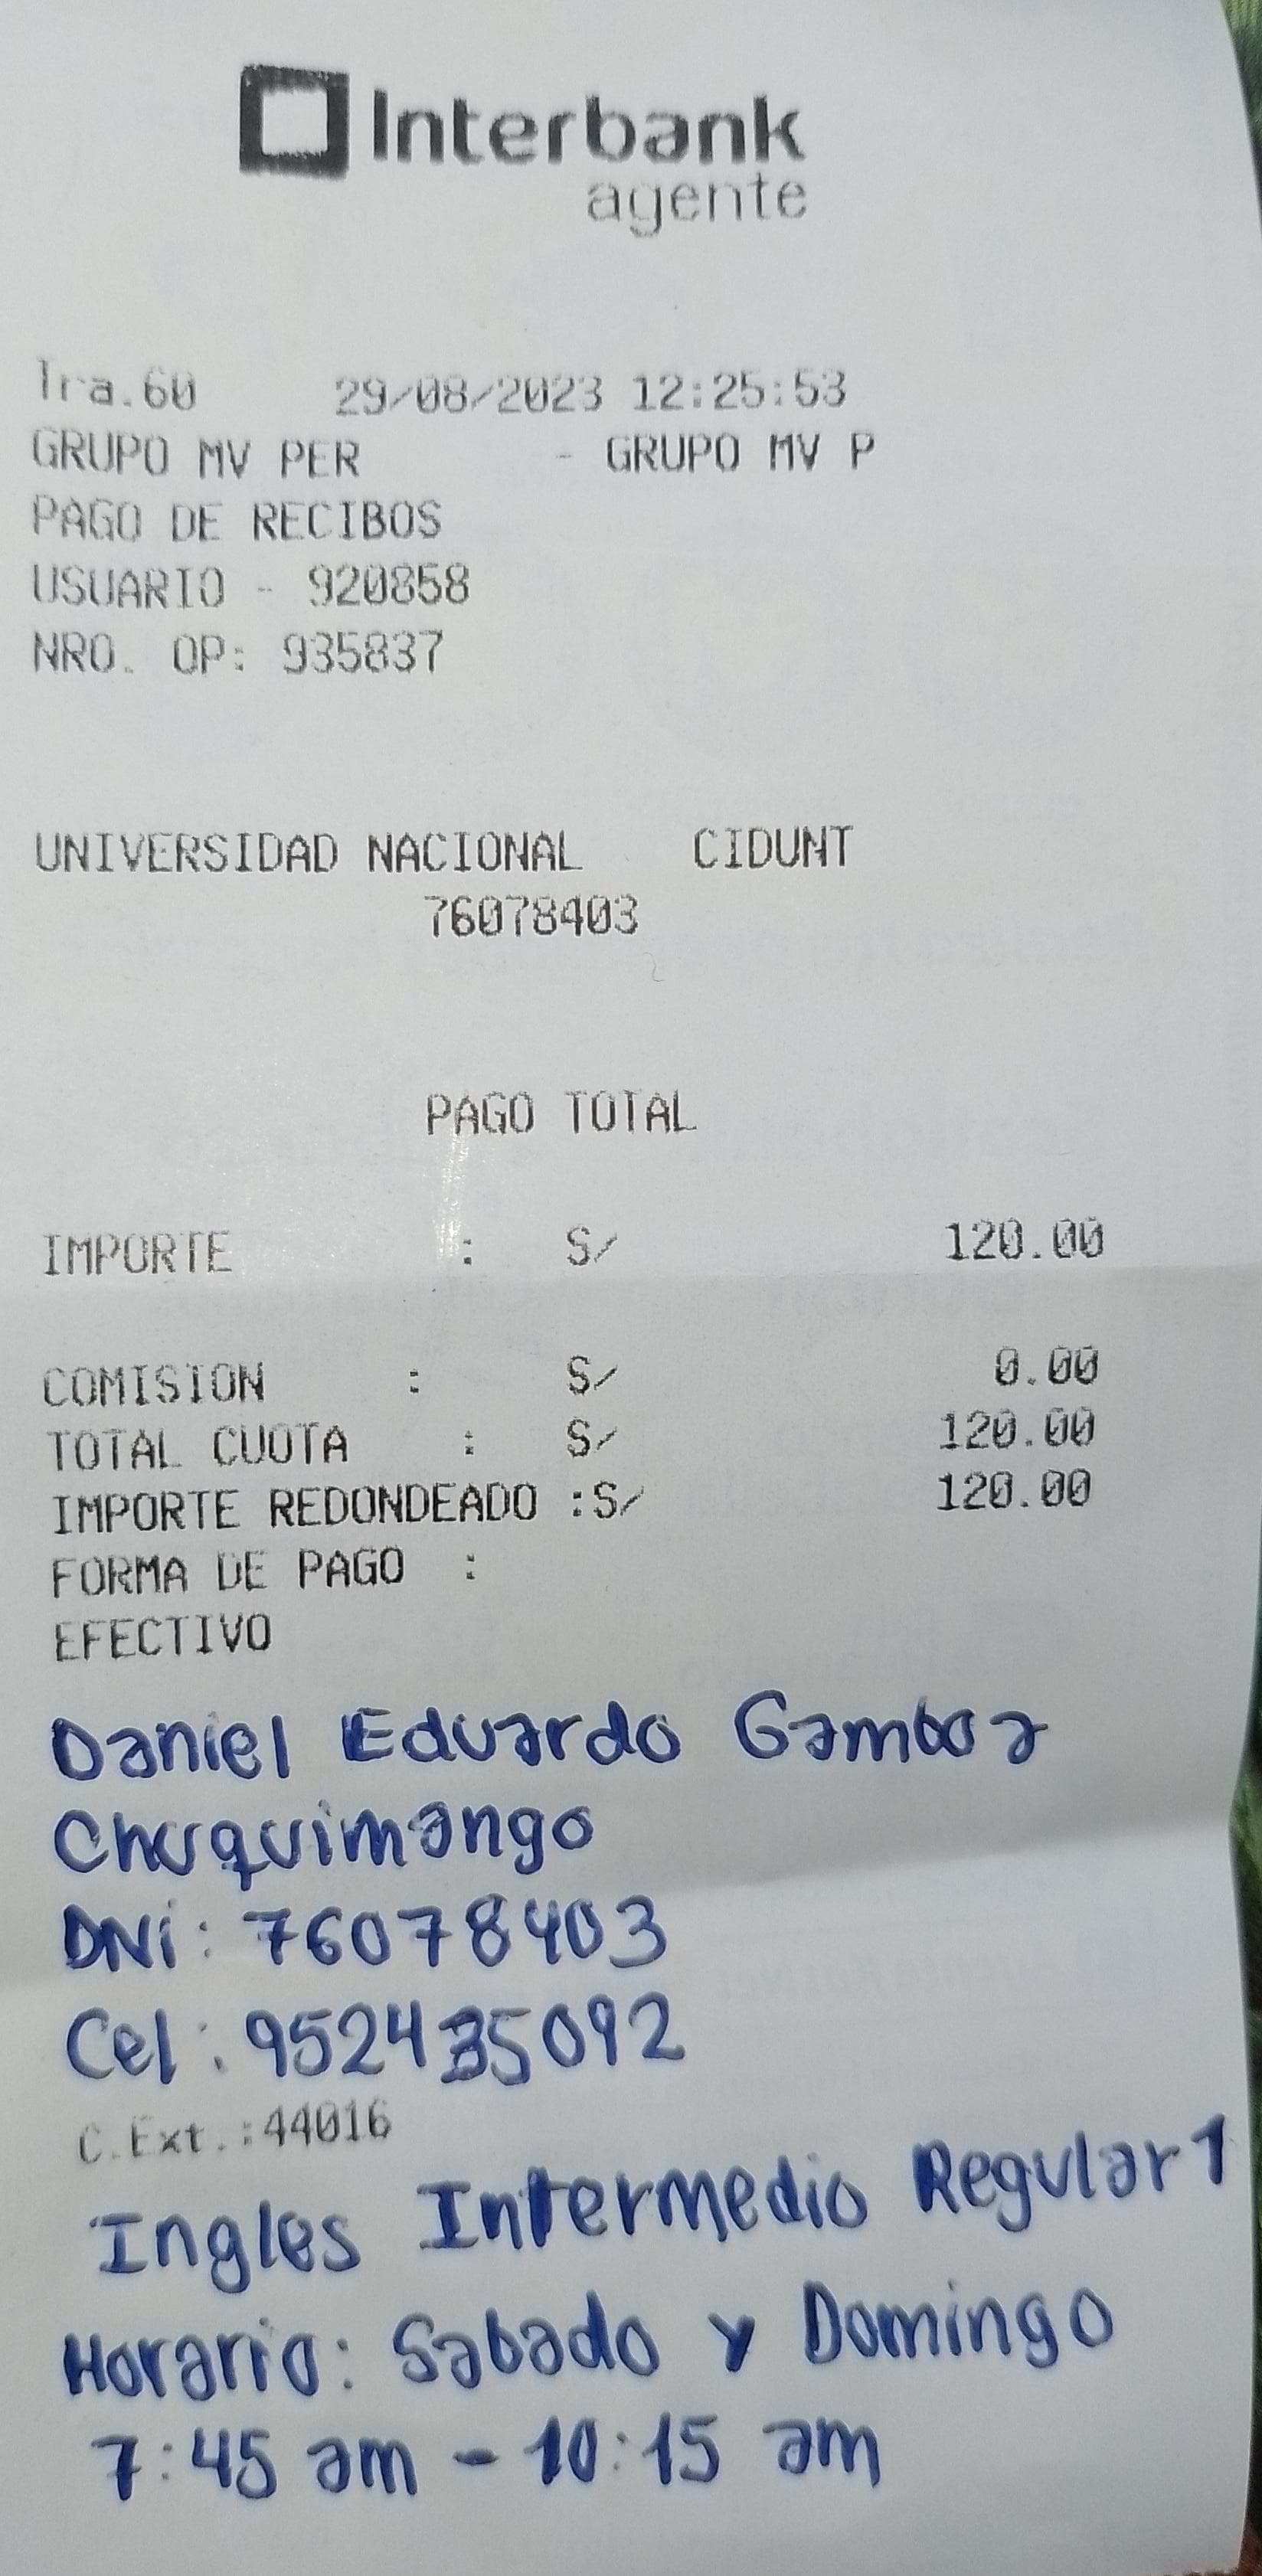 Interbank
agente
Tra.60 29/08/2023 12:25:53
GRUPO MV PER - GRUPO MV P
PAGO DE RECIBOS
USUARIO - 920858
NRO. OP: 935837
UNIVERSIDAD NACIONAL CIDUNT
76078403
PAGO TOTAL
IMPORTE : S/ 120.00
COMISION : S/ 0.00
TOTAL CUOTA : S/ 120.00
IMPORTE REDONDEADO :S/ 120.00
FORMA DE PAGO :
EFECTIVO
Daniel Eduardo Gamboa
Chuquimango
DNi: 76078403
Cel: 952435092
C.Ext.:44016
Ingles Intermedio Regular 1
Horario: Sabado y Domingo
7:45 am - 10:15 am